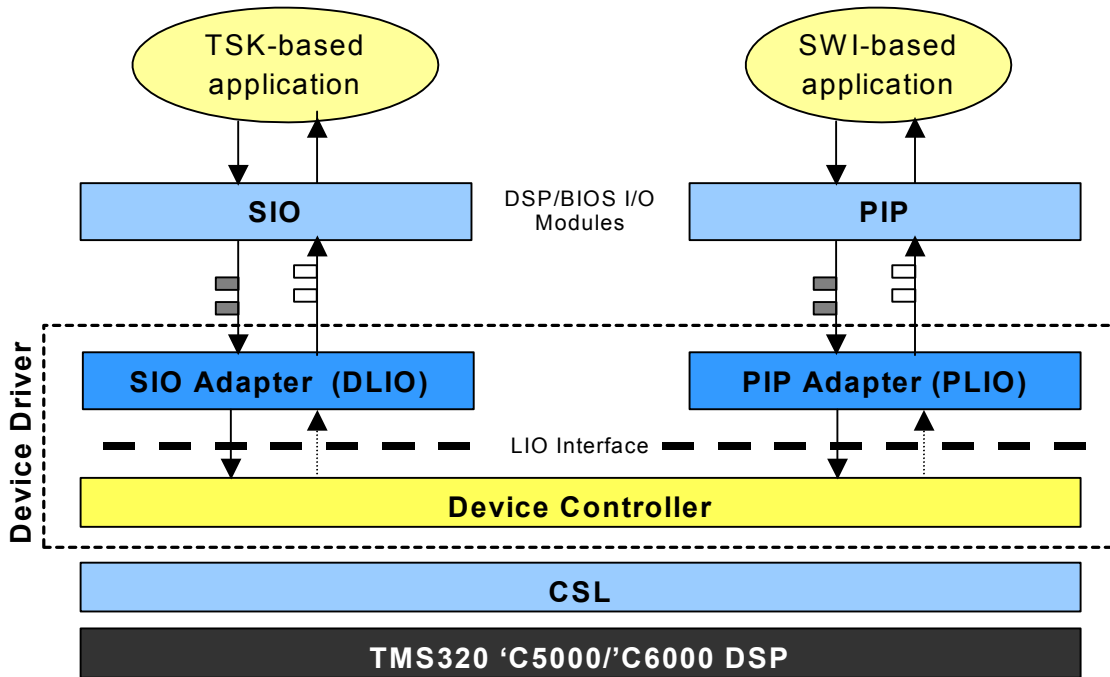 TSK-based
application
SWI-based
application
SIO
DSP/BIOS I/O
Modules
PIP
SIO Adapter (DLIO)
PIP Adapter (PLIO)
LIO Interface
Device Driver
Device Controller
CSL
TMS320 ‘C5000/’C6000 DSP